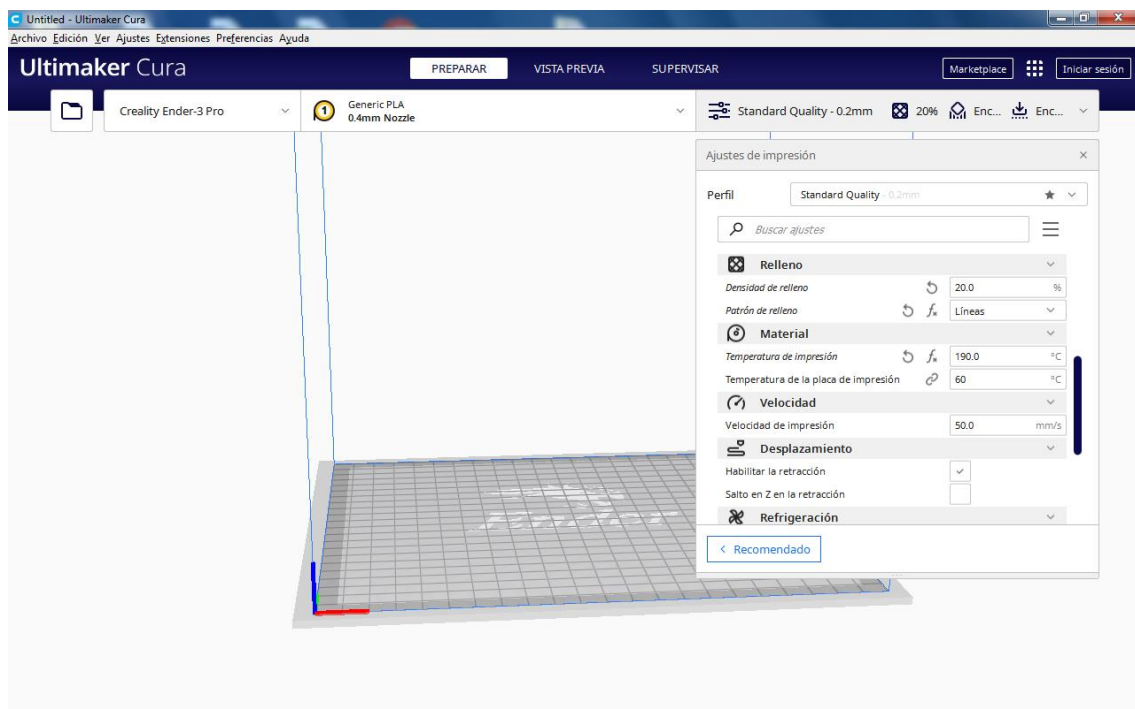 Untitled - Ultimaker Cura
Archivo Edición Ver Ajustes Extensiones Preferencias Ayuda
Ultimaker Cura PREPARAR VISTA PREVIA SUPERVISAR Marketplace Iniciar sesión
Creality Ender-3 Pro 1 Generic PLA
0.4mm Nozzle
Standard Quality - 0.2mm 20% Enc... Enc...
Ajustes de impresión
Perfil Standard Quality - 0.2mm
Buscar ajustes
Relleno
Densidad de relleno 20.0 %
Patrón de relleno Líneas
Material
Temperatura de impresión 190.0 °C
Temperatura de la placa de impresión 60 °C
Velocidad
Velocidad de impresión 50.0 mm/s
Desplazamiento
Habilitar la retracción
Salto en Z en la retracción
Refrigeración
Recomendado
Ender